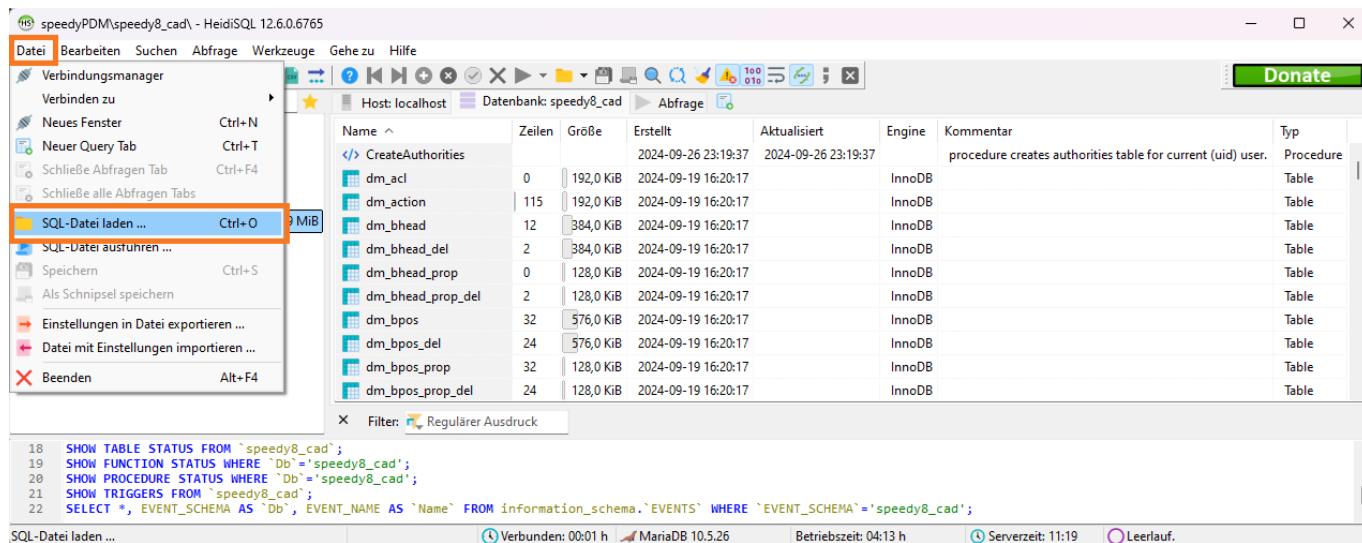 speedyPDM\speedy8_cad\ - HeidiSQL 12.6.0.6765
Datei Bearbeiten Suchen Abfrage Werkzeuge Gehe zu Hilfe
Donate
Verbindungsmanager
Verbinden zu
Neues Fenster Ctrl+N
Neuer Query Tab Ctrl+T
Schließe Abfragen Tab Ctrl+F4
Schließe alle Abfragen Tabs
SQL-Datei laden ... Ctrl+O
SQL-Datei ausführen ...
Speichern Ctrl+S
Als Schnipsel speichern
Einstellungen in Datei exportieren ...
Datei mit Einstellungen importieren ...
Beenden Alt+F4
MiB
Host: localhost Datenbank: speedy8_cad Abfrage
Name Zeilen Größe Erstellt Aktualisiert Engine Kommentar Typ
CreateAuthorities 2024-09-26 23:19:37 2024-09-26 23:19:37 procedure creates authorities table for current (uid) user. Procedure
dm_acl 0 192,0 KiB 2024-09-19 16:20:17 InnoDB Table
dm_action 115 192,0 KiB 2024-09-19 16:20:17 InnoDB Table
dm_bhead 12 384,0 KiB 2024-09-19 16:20:17 InnoDB Table
dm_bhead_del 2 384,0 KiB 2024-09-19 16:20:17 InnoDB Table
dm_bhead_prop 0 128,0 KiB 2024-09-19 16:20:17 InnoDB Table
dm_bhead_prop_del 2 128,0 KiB 2024-09-19 16:20:17 InnoDB Table
dm_bpos 32 576,0 KiB 2024-09-19 16:20:17 InnoDB Table
dm_bpos_del 24 576,0 KiB 2024-09-19 16:20:17 InnoDB Table
dm_bpos_prop 32 128,0 KiB 2024-09-19 16:20:17 InnoDB Table
dm_bpos_prop_del 24 128,0 KiB 2024-09-19 16:20:17 InnoDB Table
Filter: Regulärer Ausdruck
18 SHOW TABLE STATUS FROM `speedy8_cad`;
19 SHOW FUNCTION STATUS WHERE `Db`='speedy8_cad';
20 SHOW PROCEDURE STATUS WHERE `Db`='speedy8_cad';
21 SHOW TRIGGERS FROM `speedy8_cad`;
22 SELECT *, EVENT_SCHEMA AS `Db`, EVENT_NAME AS `Name` FROM information_schema.`EVENTS` WHERE `EVENT_SCHEMA`='speedy8_cad';
SQL-Datei laden ... Verbunden: 00:01 h MariaDB 10.5.26 Betriebszeit: 04:13 h Serverzeit: 11:19 Leerlauf.